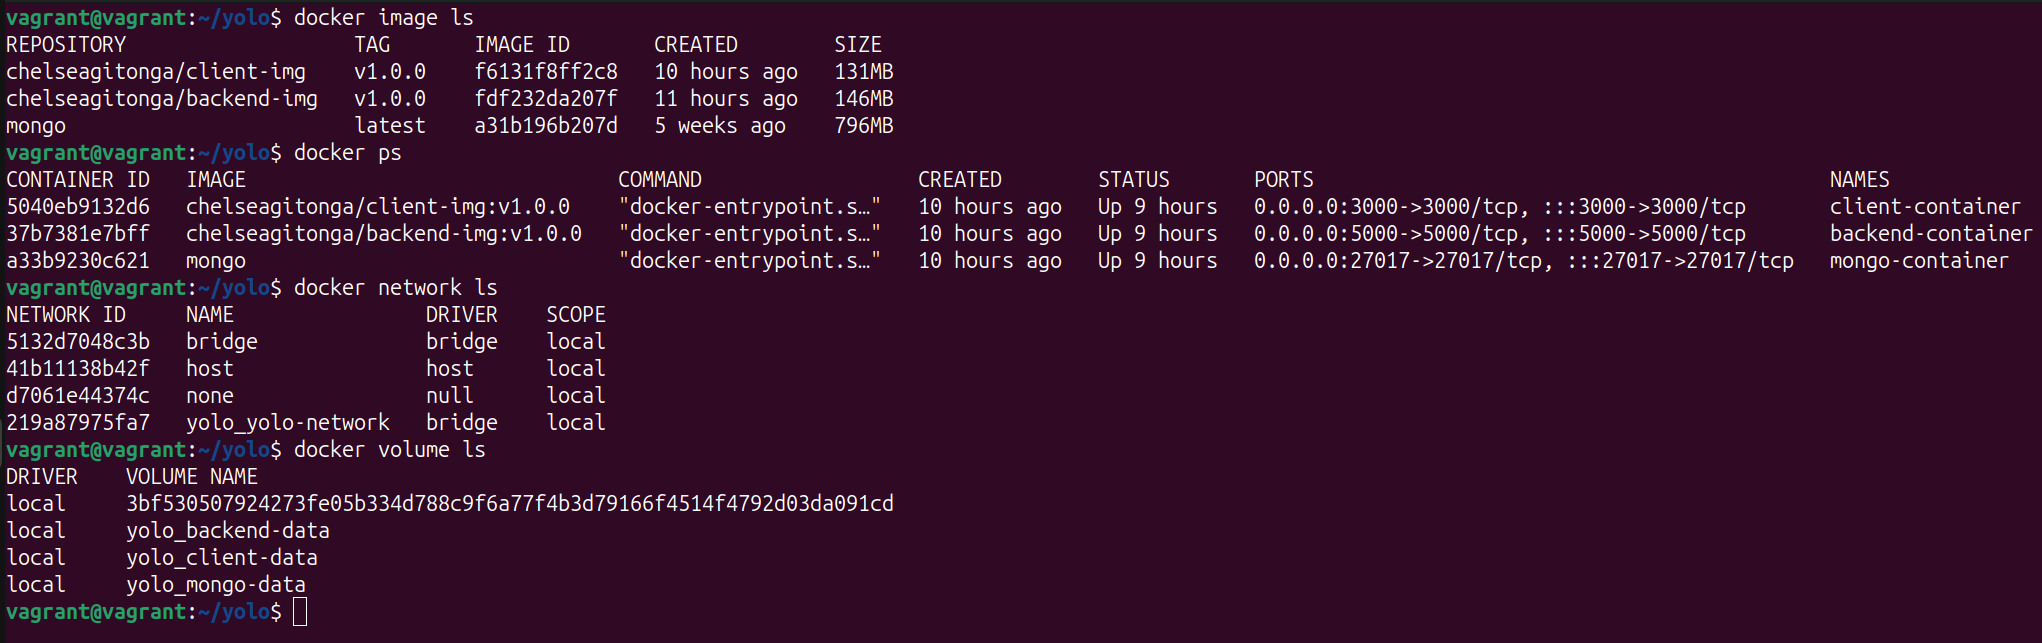 vagrant@vagrant:~/yolo$ docker image ls
REPOSITORY                   TAG       IMAGE ID       CREATED        SIZE
chelseagitonga/client-img    v1.0.0    f6131f8ff2c8   10 hours ago   131MB
chelseagitonga/backend-img   v1.0.0    fdf232da207f   11 hours ago   146MB
mongo                        latest    a31b196b207d   5 weeks ago    796MB
vagrant@vagrant:~/yolo$ docker ps
CONTAINER ID   IMAGE                               COMMAND                  CREATED        STATUS       PORTS                                           NAMES
5040eb9132d6   chelseagitonga/client-img:v1.0.0    "docker-entrypoint.s…"   10 hours ago   Up 9 hours   0.0.0.0:3000->3000/tcp, :::3000->3000/tcp       client-container
37b7381e7bff   chelseagitonga/backend-img:v1.0.0   "docker-entrypoint.s…"   10 hours ago   Up 9 hours   0.0.0.0:5000->5000/tcp, :::5000->5000/tcp       backend-container
a33b9230c621   mongo                               "docker-entrypoint.s…"   10 hours ago   Up 9 hours   0.0.0.0:27017->27017/tcp, :::27017->27017/tcp   mongo-container
vagrant@vagrant:~/yolo$ docker network ls
NETWORK ID     NAME                DRIVER    SCOPE
5132d7048c3b   bridge              bridge    local
41b11138b42f   host                host      local
d7061e44374c   none                null      local
219a87975fa7   yolo_yolo-network   bridge    local
vagrant@vagrant:~/yolo$ docker volume ls
DRIVER    VOLUME NAME
local     3bf530507924273fe05b334d788c9f6a77f4b3d79166f4514f4792d03da091cd
local     yolo_backend-data
local     yolo_client-data
local     yolo_mongo-data
vagrant@vagrant:~/yolo$